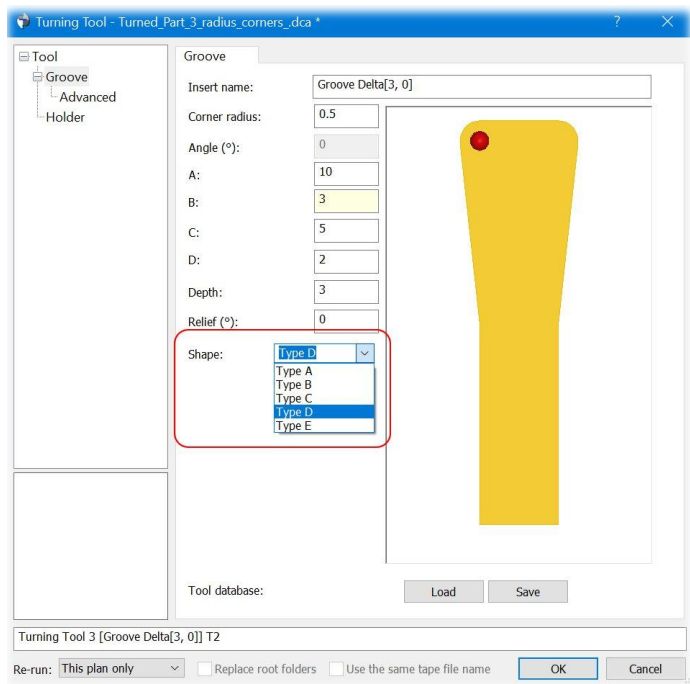 Turning Tool - Turned_Part_3_radius_corners_.dca *
? ×
Tool
Groove
Advanced
Holder
Groove
Insert name: Groove Delta[3, 0]
Corner radius: 0.5
Angle (º): 0
A: 10
B: 3
C: 5
D: 2
Depth: 3
Relief (º): 0
Shape: Type D
Type A
Type B
Type C
Type D
Type E
Tool database: Load Save
Turning Tool 3 [Groove Delta[3, 0]] T2
Re-run: This plan only Replace root folders Use the same tape file name OK Cancel